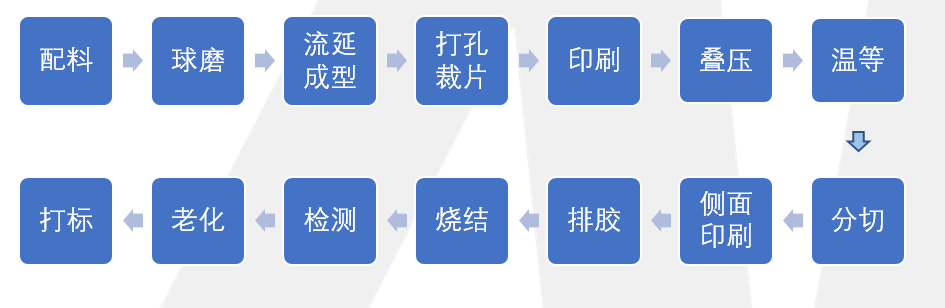 配料
球磨
流延
成型
打孔
裁片
印刷
叠压
温等
分切
侧面
印刷
排胶
烧结
检测
老化
打标